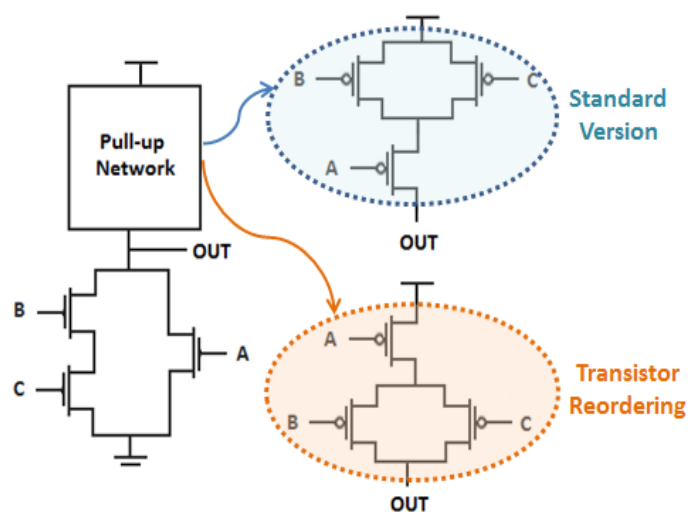 B
C
Standard
Version
Pull-up
Network
A
OUT
OUT
B
A
C
A
Transistor
Reordering
B
C
OUT